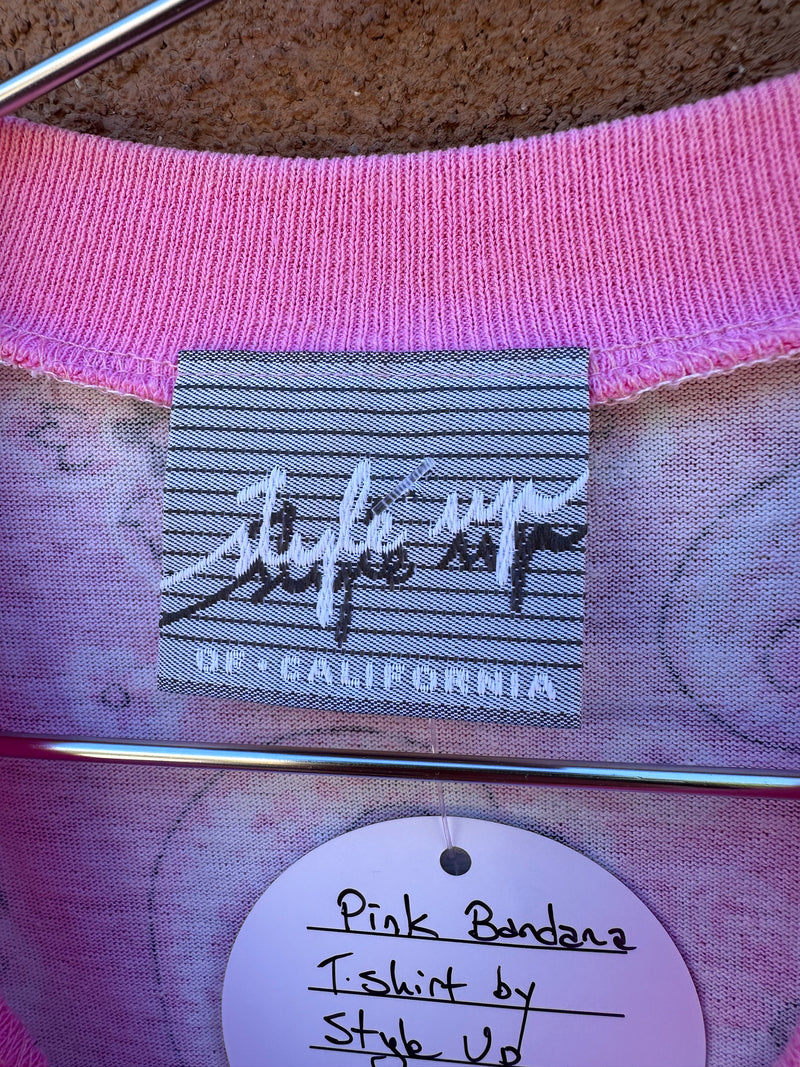 style up
OF • CALIFORNIA
Pink Bandana
T-shirt by
Style Up